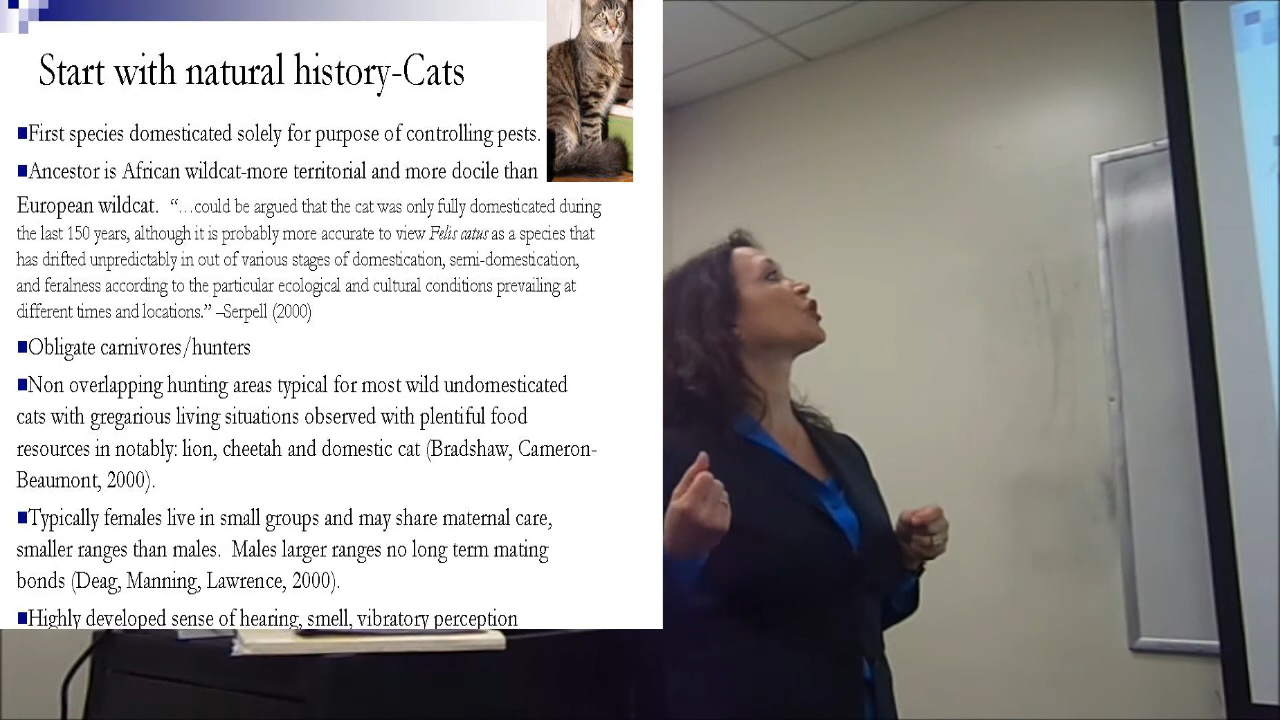 Start with natural history-Cats
■First species domesticated solely for purpose of controlling pests.
■Ancestor is African wildcat-more territorial and more docile than
European wildcat. “…could be argued that the cat was only fully domesticated during
the last 150 years, although it is probably more accurate to view Felis catus as a species that
has drifted unpredictably in out of various stages of domestication, semi-domestication,
and feralness according to the particular ecological and cultural conditions prevailing at
different times and locations.” –Serpell (2000)
■Obligate carnivores/hunters
■Non overlapping hunting areas typical for most wild undomesticated
cats with gregarious living situations observed with plentiful food
resources in notably: lion, cheetah and domestic cat (Bradshaw, Cameron-
Beaumont, 2000).
■Typically females live in small groups and may share maternal care,
smaller ranges than males. Males larger ranges no long term mating
bonds (Deag, Manning, Lawrence, 2000).
■Highly developed sense of hearing, smell, vibratory perception